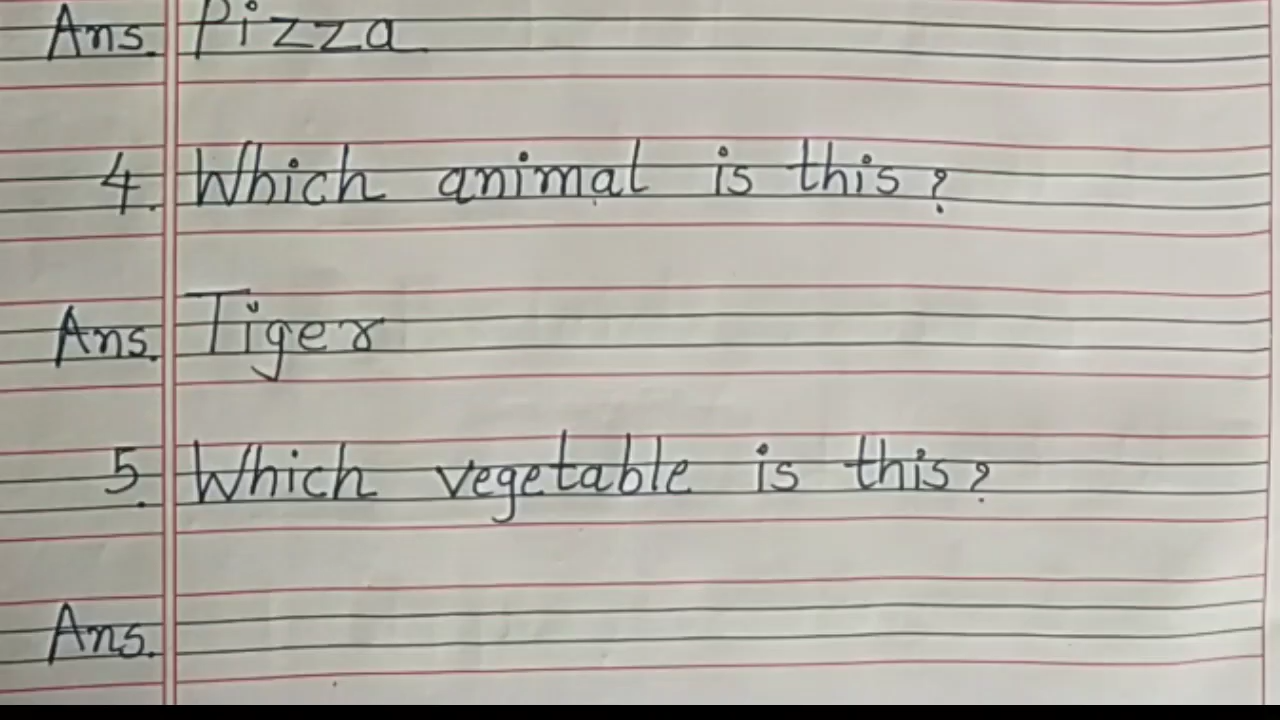 Ans. Pizza
4. Which animal is this?
Ans. Tiger
5. Which vegetable is this?
Ans.